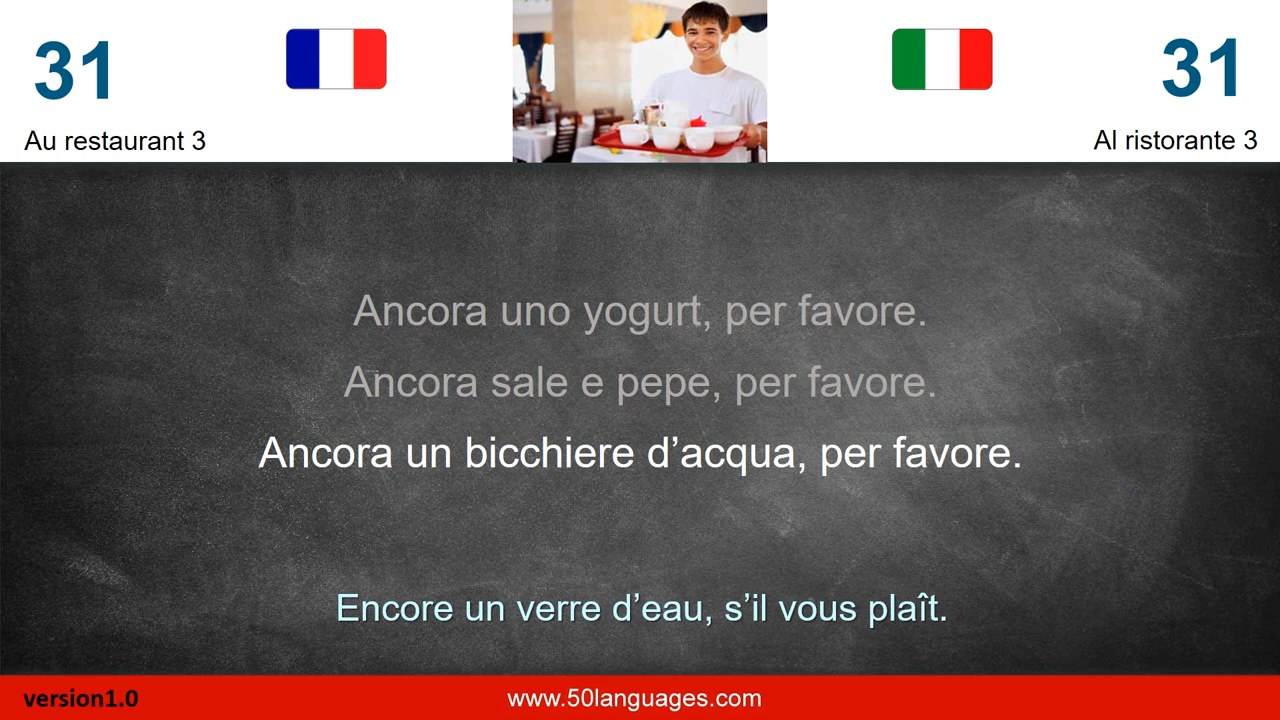 31
31
Au restaurant 3
Al ristorante 3
Ancora uno yogurt, per favore.
Ancora sale e pepe, per favore.
Ancora un bicchiere d’acqua, per favore.
Encore un verre d’eau, s’il vous plaît.
version1.0
www.50languages.com